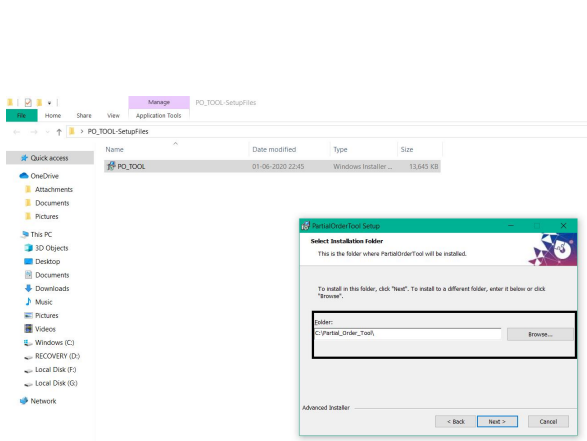 Manage
PO_TOOL-SetupFiles
File Home Share View Application Tools
PO_TOOL-SetupFiles
Name Date modified Type Size
Quick access
PO_TOOL 01-06-2020 22:45 Windows Installer ... 13,645 KB
OneDrive
Attachments
Documents
Pictures
This PC
3D Objects
Desktop
Documents
Downloads
Music
Pictures
Videos
Windows (C:)
RECOVERY (D:)
Local Disk (F:)
Local Disk (G:)
Network
PartialOrderTool Setup
Select Installation Folder
This is the folder where PartialOrderTool will be installed.
To install in this folder, click "Next". To install to a different folder, enter it below or click
"Browse".
Folder:
C:\Partial_Order_Tool\
Browse...
Advanced Installer
< Back Next > Cancel